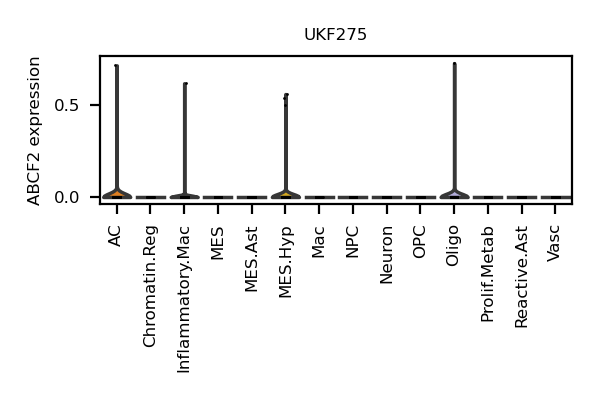 UKF275
ABCF2 expression
0.5
0.0
AC
Chromatin.Reg
Inflammatory.Mac
MES
MES.Ast
MES.Hyp
Mac
NPC
Neuron
OPC
Oligo
Prolif.Metab
Reactive.Ast
Vasc